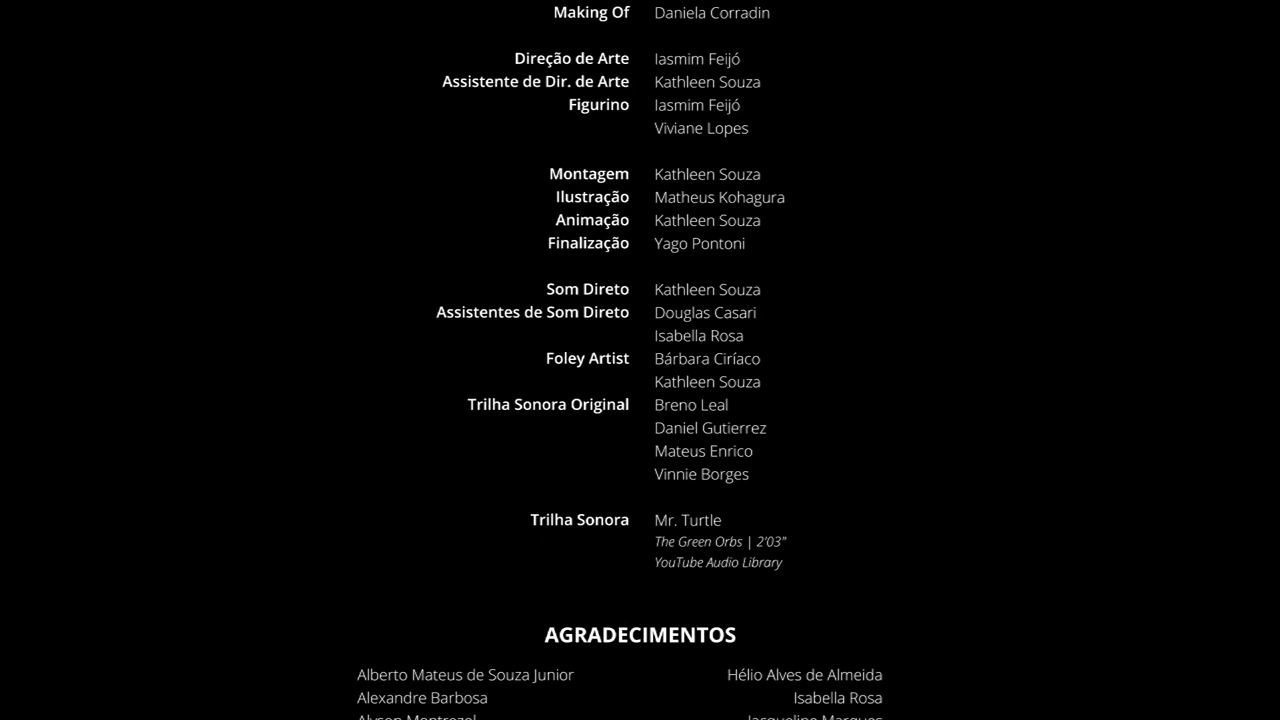 Making Of Daniela Corradin
Direção de Arte Iasmim Feijó
Assistente de Dir. de Arte Kathleen Souza
Figurino Iasmim Feijó
Viviane Lopes
Montagem Kathleen Souza
Ilustração Matheus Kohagura
Animação Kathleen Souza
Finalização Yago Pontoni
Som Direto Kathleen Souza
Assistentes de Som Direto Douglas Casari
Isabella Rosa
Foley Artist Bárbara Ciríaco
Kathleen Souza
Trilha Sonora Original Breno Leal
Daniel Gutierrez
Mateus Enrico
Vinnie Borges
Trilha Sonora Mr. Turtle
The Green Orbs | 2’03”
YouTube Audio Library
AGRADECIMENTOS
Alberto Mateus de Souza Junior Hélio Alves de Almeida
Alexandre Barbosa Isabella Rosa
Jacqueline Marques